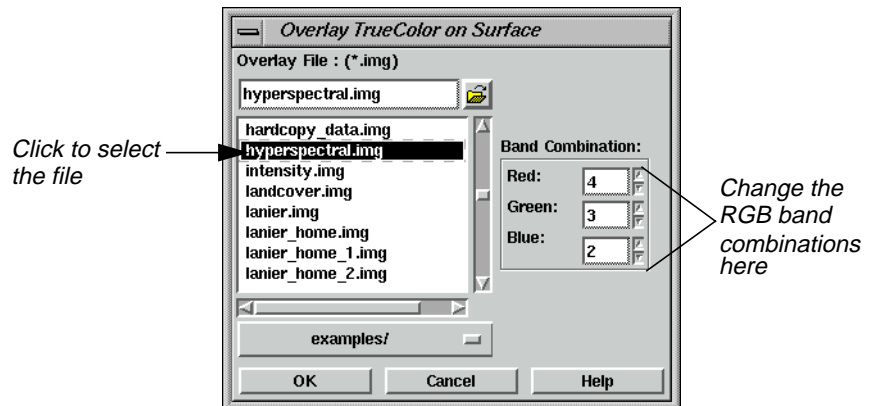 Overlay TrueColor on Surface
Overlay File : (*.img)
hyperspectral.img
hardcopy_data.img
hyperspectral.img
intensity.img
landcover.img
lanier.img
lanier_home.img
lanier_home_1.img
lanier_home_2.img
examples/
Band Combination:
Red: 4
Green: 3
Blue: 2
OK Cancel Help
Click to select
the file
Change the
RGB band
combinations
here